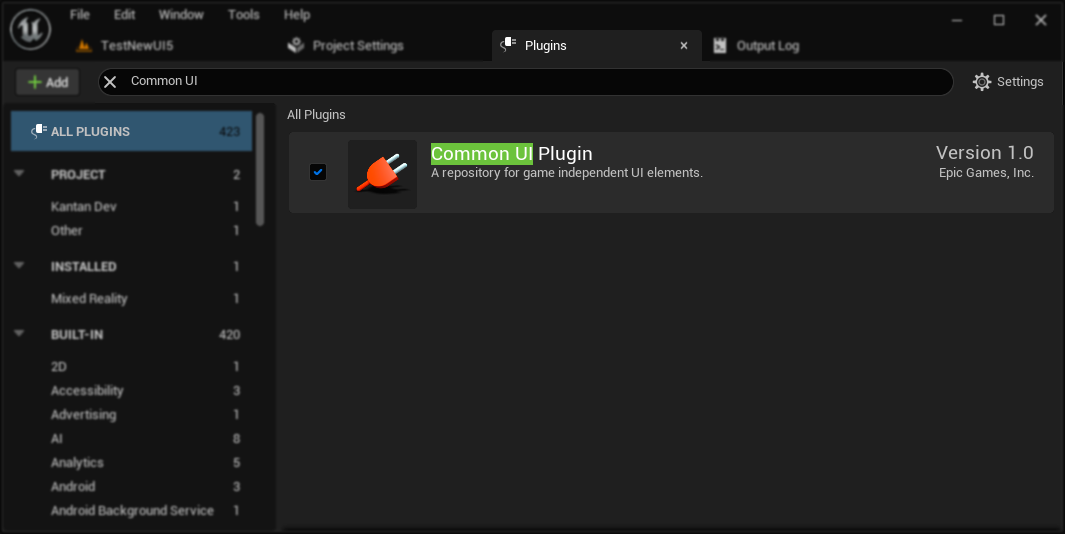 File Edit Window Tools Help
TestNewUI5 Project Settings Plugins Output Log
Add Common UI Settings
ALL PLUGINS 423
All Plugins
PROJECT 2
Kantan Dev 1
Other 1
INSTALLED 1
Mixed Reality 1
BUILT-IN 420
2D 1
Accessibility 3
Advertising 1
AI 8
Analytics 5
Android 3
Android Background Service 1
Common UI Plugin
A repository for game independent UI elements.
Version 1.0
Epic Games, Inc.